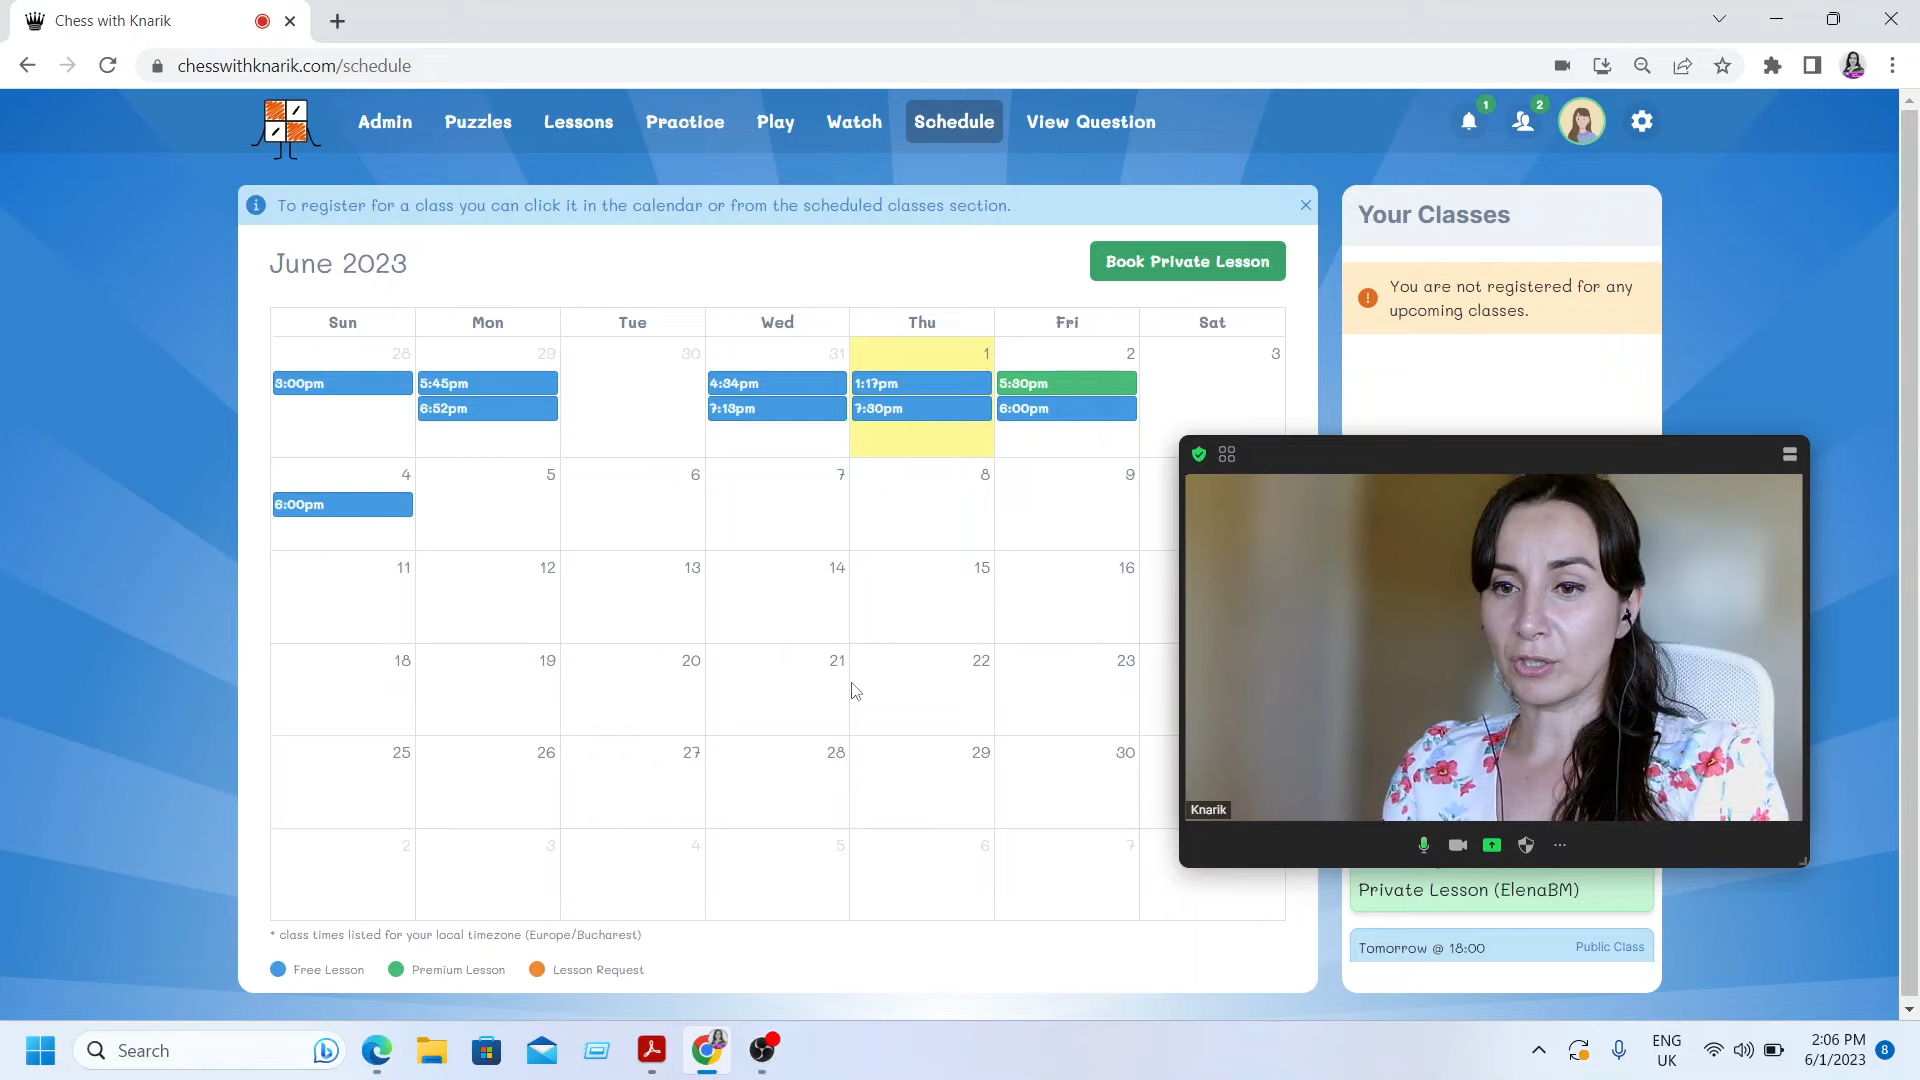 Chess with Knarik
chesswithknarik.com/schedule
Admin Puzzles Lessons Practice Play Watch Schedule View Question
1 2
To register for a class you can click it in the calendar or from the scheduled classes section.
June 2023
Book Private Lesson
Sun Mon Tue Wed Thu Fri Sat
28 29 30 31 1 2 3
3:00pm 5:45pm 4:34pm 1:17pm 5:30pm
6:52pm 7:13pm 7:30pm 6:00pm
4 5 6 7 8 9
6:00pm
11 12 13 14 15 16
18 19 20 21 22 23
25 26 27 28 29 30
2 3 4 5 6 7
* class times listed for your local timezone (Europe/Bucharest)
Free Lesson Premium Lesson Lesson Request
Your Classes
You are not registered for any
upcoming classes.
Knarik
Private Lesson (ElenaBM)
Tomorrow @ 18:00 Public Class
Search
ENG
UK
2:06 PM
6/1/2023
8